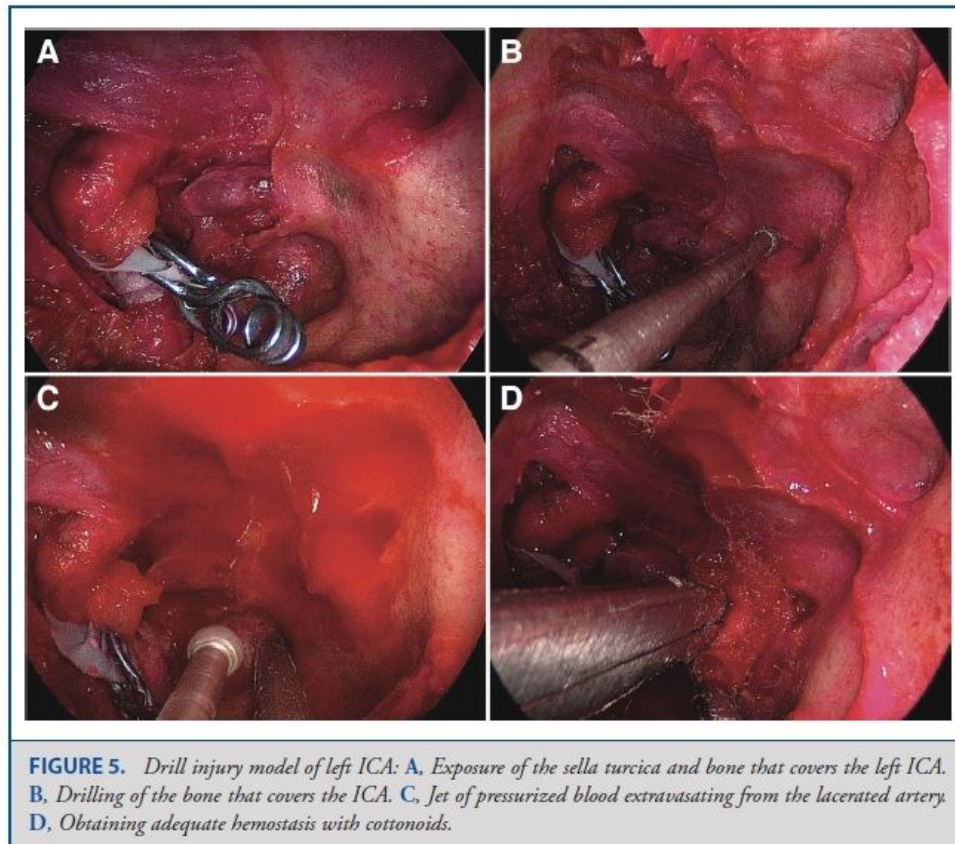 A
B
C
D
FIGURE 5. Drill injury model of left ICA: A, Exposure of the sella turcica and bone that covers the left ICA.
B, Drilling of the bone that covers the ICA. C, Jet of pressurized blood extravasating from the lacerated artery.
D, Obtaining adequate hemostasis with cottonoids.